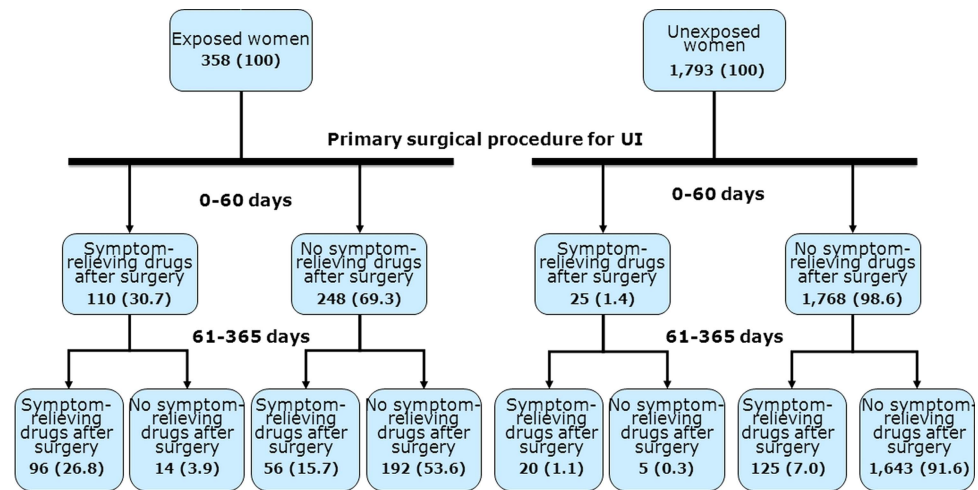 Exposed women
358 (100)
Unexposed
women
1,793 (100)
Primary surgical procedure for UI
0-60 days
0-60 days
Symptom-
relieving drugs
after surgery
110 (30.7)
No symptom-
relieving drugs
after surgery
248 (69.3)
Symptom-
relieving drugs
after surgery
25 (1.4)
No symptom-
relieving drugs
after surgery
1,768 (98.6)
61-365 days
61-365 days
Symptom-
relieving
drugs after
surgery
96 (26.8)
No symptom-
relieving
drugs after
surgery
14 (3.9)
Symptom-
relieving
drugs after
surgery
56 (15.7)
No symptom-
relieving
drugs after
surgery
192 (53.6)
Symptom-
relieving
drugs after
surgery
20 (1.1)
No symptom-
relieving
drugs after
surgery
5 (0.3)
Symptom-
relieving
drugs after
surgery
125 (7.0)
No symptom-
relieving
drugs after
surgery
1,643 (91.6)